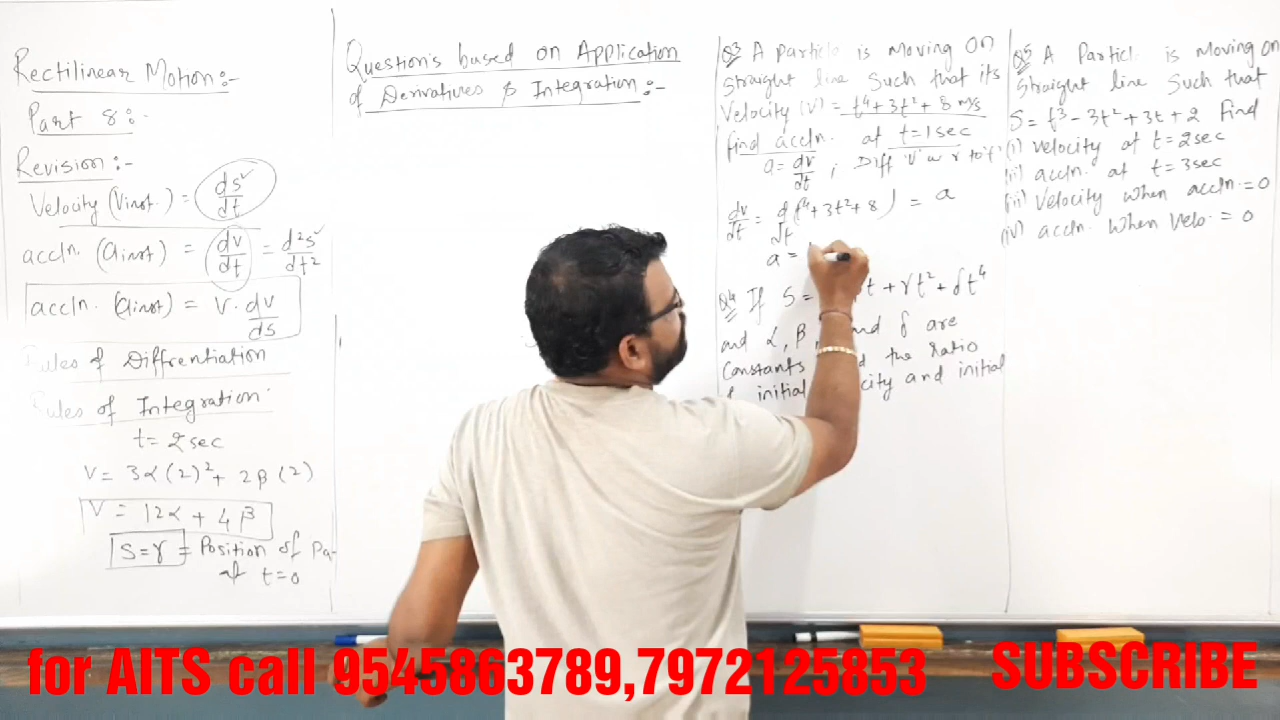 Rectilinear Motion:-
Part 8:-
Revision:-
Velocity (Vinst.) = ds/dt
accln. (ainst) = dv/dt = d²s/dt²
accln. (ainst) = V. dv/ds
Rules of Diffrentiation
Rules of Integration
t= 2 sec
V= 3α(2)² + 2β(2)
V= 12α + 4β
S=γ = Position of Pa-
at t=0
Question's based on Application
of Derivatives & Integration:-
Q3 A Particle is Moving On
Straight line Such that its
Velocity (V) = t⁴+3t²+8 m/s
find accln. at t=1sec
a= dv/dt ; Diff 'V' w r to 't'
dv/dt = d/dt (t⁴+3t²+8) = a
a =
Q4 If S= t + γt² + δt⁴
and α, β, and δ are
Constants the Ratio
initial and initial
Q5 A Particle is Moving On
Straight line Such that
S= t³-3t²+3t+2 Find
(i) Velocity at t=2sec
(ii) accln. at t=3sec
(iii) Velocity when accln.=0
(iv) accln. When Velo.=0
for AITS call 9545863789,7972125853
SUBSCRIBE